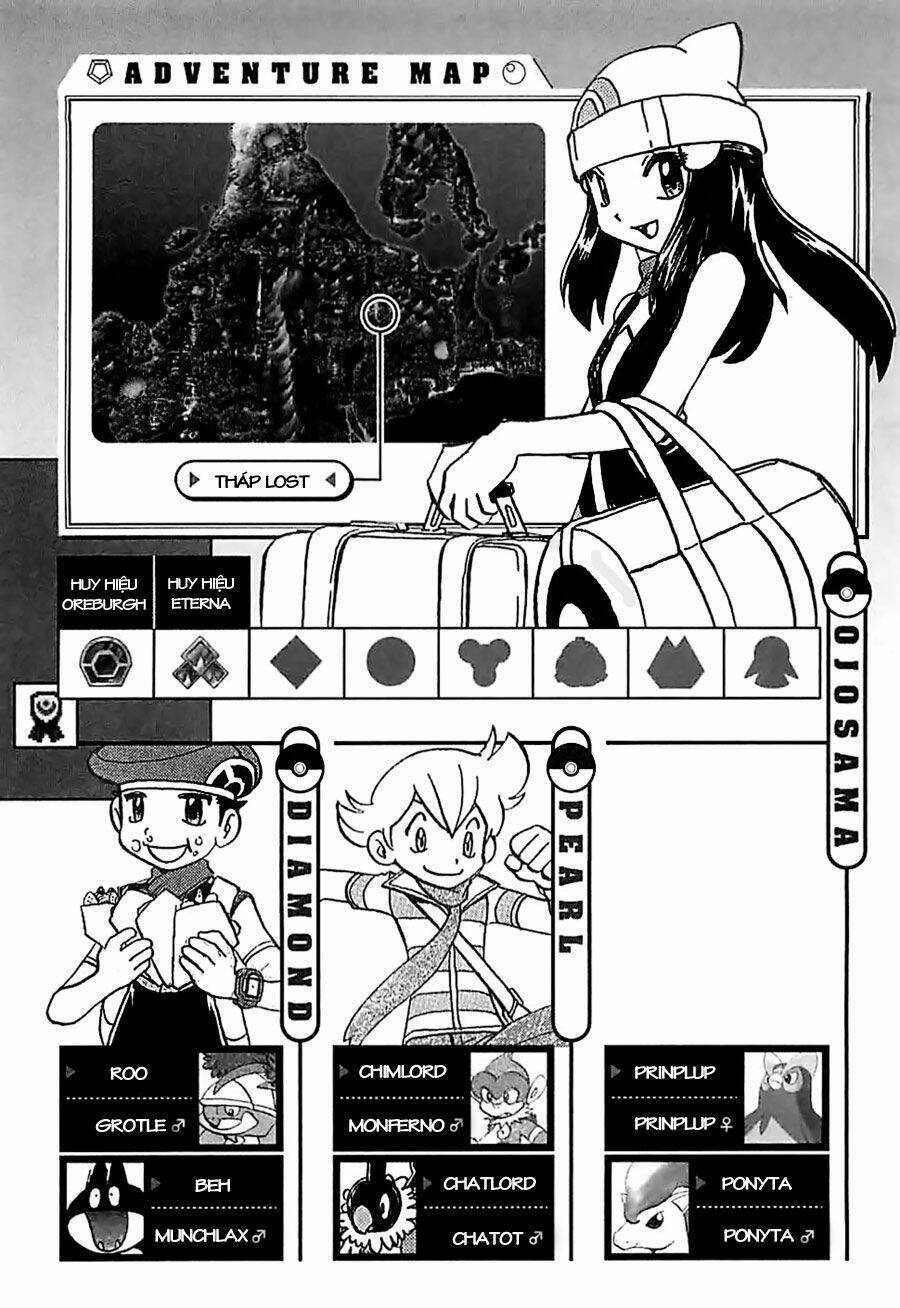 ADVENTURE MAP
THÁP LOST
HUY HIỆU
OREBURGH
HUY HIỆU
ETERNA
OJOSAMA
DIAMOND
PEARL
ROO
GROTLE ♂
CHIMLORD
MONFERNO ♂
PRINPLUP
PRINPLUP ♀
BEH
MUNCHLAX ♂
CHATLORD
CHATOT ♂
PONYTA
PONYTA ♂